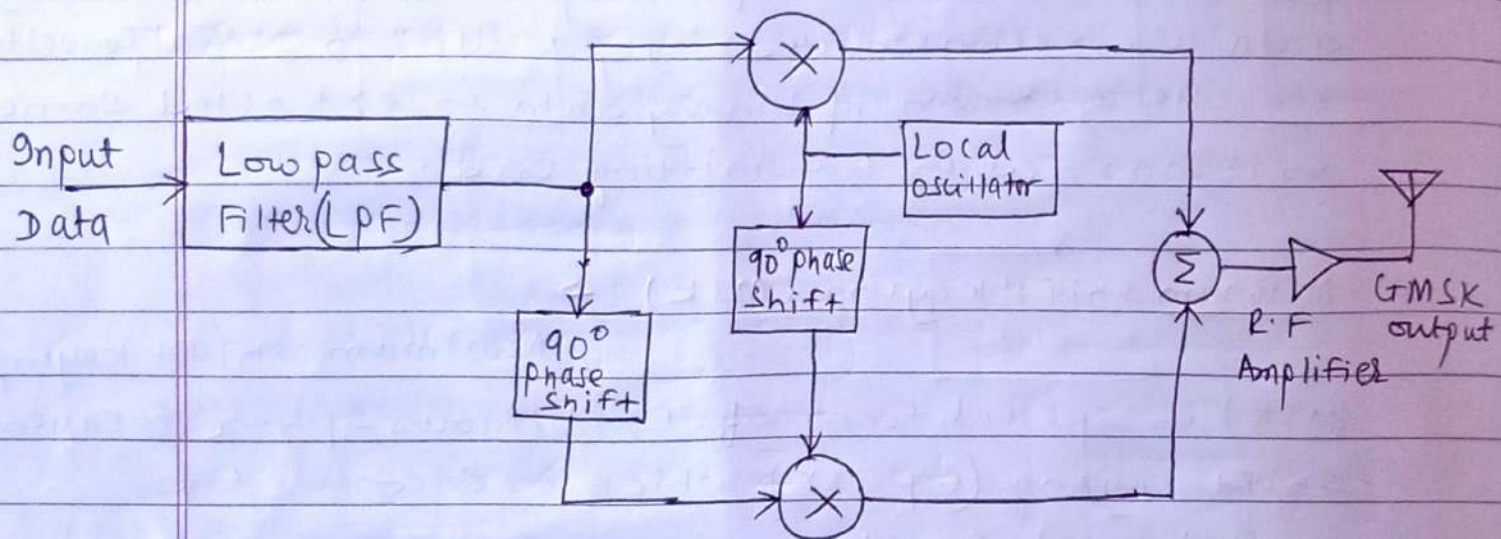 Input
Data
Low pass
Filter (LPF)
90°
phase
shift
×
Local
oscillator
90° phase
shift
×
Σ
R.F
Amplifier
GMSK
output